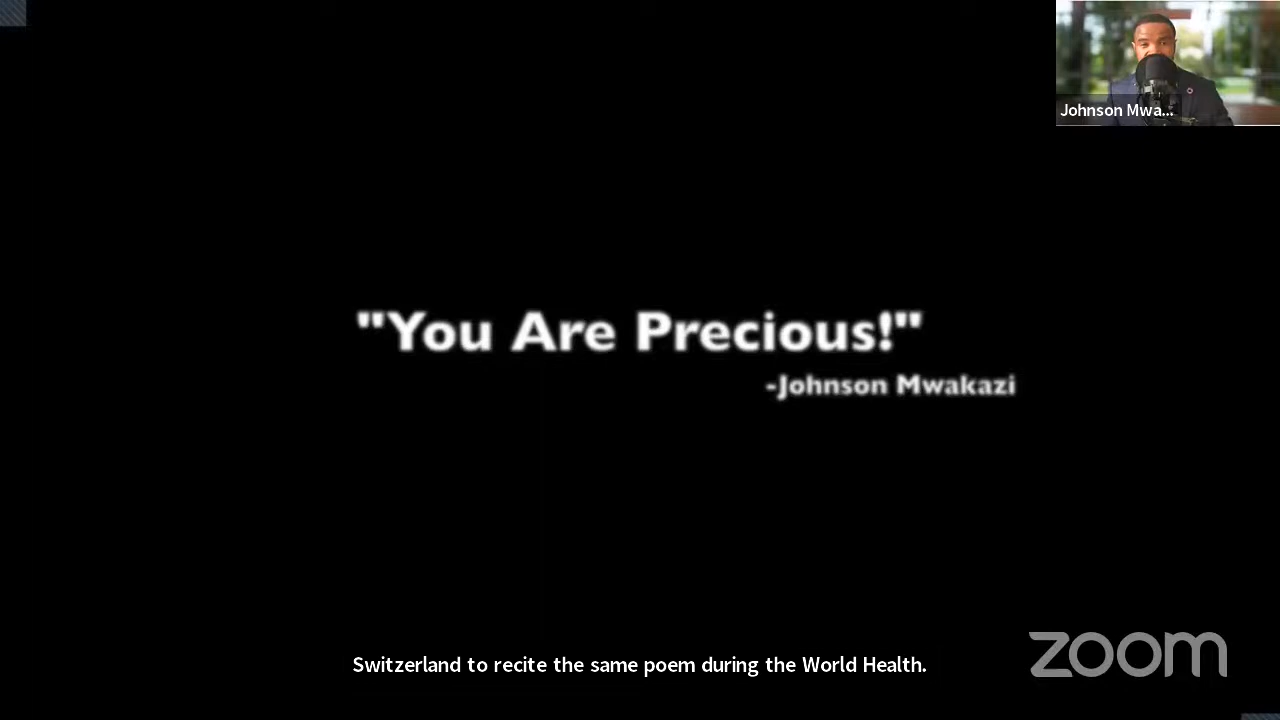 Johnson Mwa...
"You Are Precious!"
-Johnson Mwakazi
Switzerland to recite the same poem during the World Health.
zoom